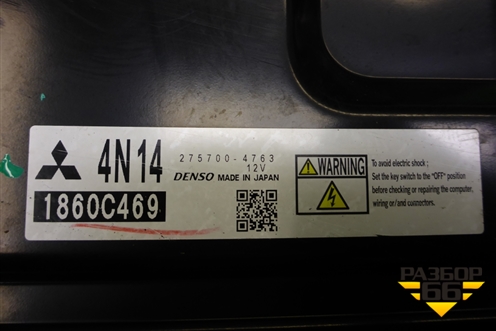 4N14
275700-4763
12V
DENSO MADE IN JAPAN
1860C469
WARNING
To avoid electric shock ;
Set the key switch to the "OFF" position
before checking or repairing the computer,
wiring or/and connectors.
РАЗБОР
66